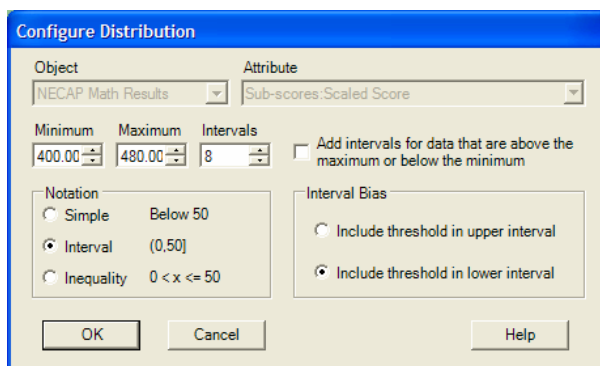 Configure Distribution
Object Attribute
NECAP Math Results Sub-scores:Scaled Score
Minimum Maximum Intervals
400.00 480.00 8
Add intervals for data that are above the
maximum or below the minimum
Notation
Simple Below 50
Interval (0,50]
Inequality 0 < x <= 50
Interval Bias
Include threshold in upper interval
Include threshold in lower interval
OK Cancel Help